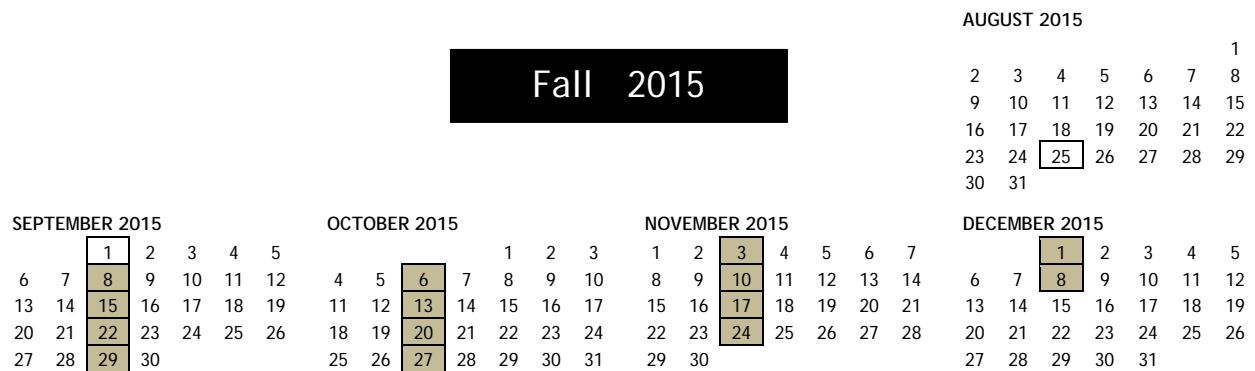 AUGUST 2015
1
Fall 2015
2 3 4 5 6 7 8
9 10 11 12 13 14 15
16 17 18 19 20 21 22
23 24 25 26 27 28 29
30 31
SEPTEMBER 2015
1 2 3 4 5
6 7 8 9 10 11 12
13 14 15 16 17 18 19
20 21 22 23 24 25 26
27 28 29 30
OCTOBER 2015
1 2 3
4 5 6 7 8 9 10
11 12 13 14 15 16 17
18 19 20 21 22 23 24
25 26 27 28 29 30 31
NOVEMBER 2015
1 2 3 4 5 6 7
8 9 10 11 12 13 14
15 16 17 18 19 20 21
22 23 24 25 26 27 28
29 30
DECEMBER 2015
1 2 3 4 5
6 7 8 9 10 11 12
13 14 15 16 17 18 19
20 21 22 23 24 25 26
27 28 29 30 31